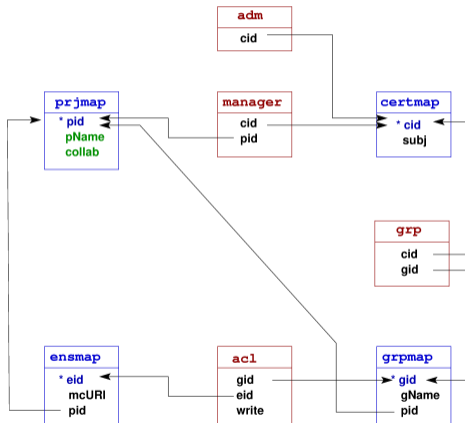 adm
cid
prjmap
* pid
pName
collab
manager
cid
pid
certmap
* cid
subj
grp
cid
gid
ensmap
* eid
mcURI
pid
acl
gid
eid
write
grpmap
* gid
gName
pid